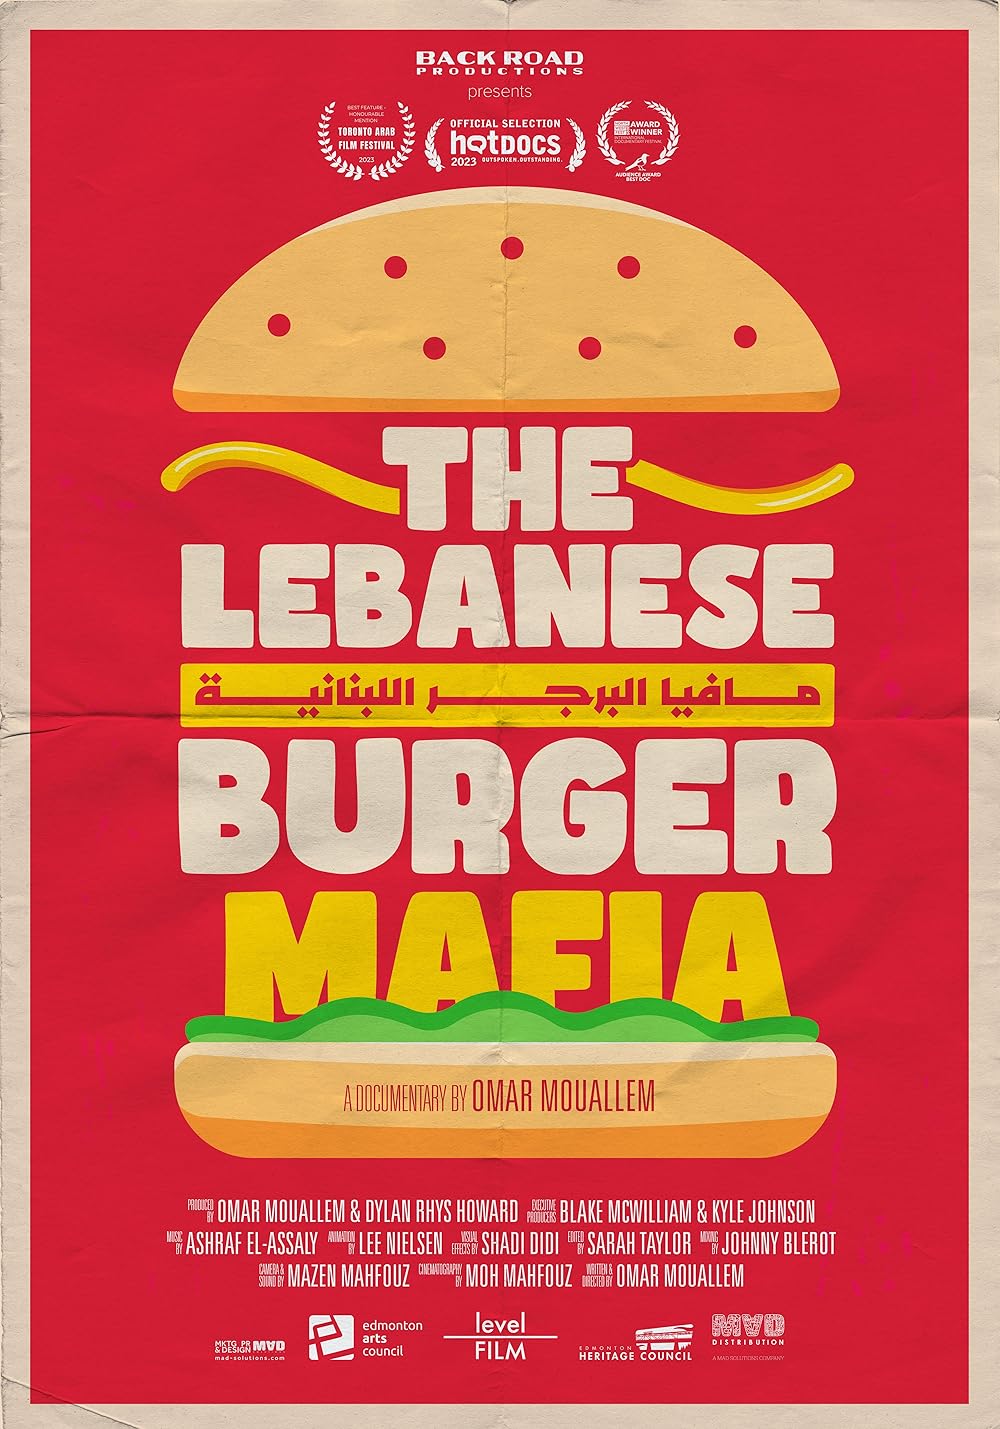 BACK ROAD
PRODUCTIONS
presents
BEST FEATURE -
HONOURABLE
MENTION
TORONTO ARAB
FILM FESTIVAL
2023
OFFICIAL SELECTION
hotDOCS
2023 OUTSPOKEN.OUTSTANDING.
AWARD
WINNER
INTERNATIONAL
DOCUMENTARY FESTIVAL
AUDIENCE AWARD
BEST DOC
THE
LEBANESE
مافيا البرجر اللبنانية
BURGER
MAFIA
A DOCUMENTARY BY OMAR MOUALLEM
PRODUCED BY OMAR MOUALLEM & DYLAN RHYS HOWARD EXECUTIVE PRODUCERS BLAKE MCWILLIAM & KYLE JOHNSON
MUSIC BY ASHRAF EL-ASSALY ANIMATION BY LEE NIELSEN VISUAL EFFECTS BY SHADI DIDI EDITED BY SARAH TAYLOR MIXING BY JOHNNY BLEROT
CAMERA & SOUND BY MAZEN MAHFOUZ CINEMATOGRAPHY BY MOH MAHFOUZ WRITTEN & DIRECTED BY OMAR MOUALLEM
MKTG, PR & DESIGN MAD
mad-solutions.com
edmonton
arts
council
level
FILM
EDMONTON
HERITAGE COUNCIL
MAD
DISTRIBUTION
A MAD SOLUTIONS COMPANY